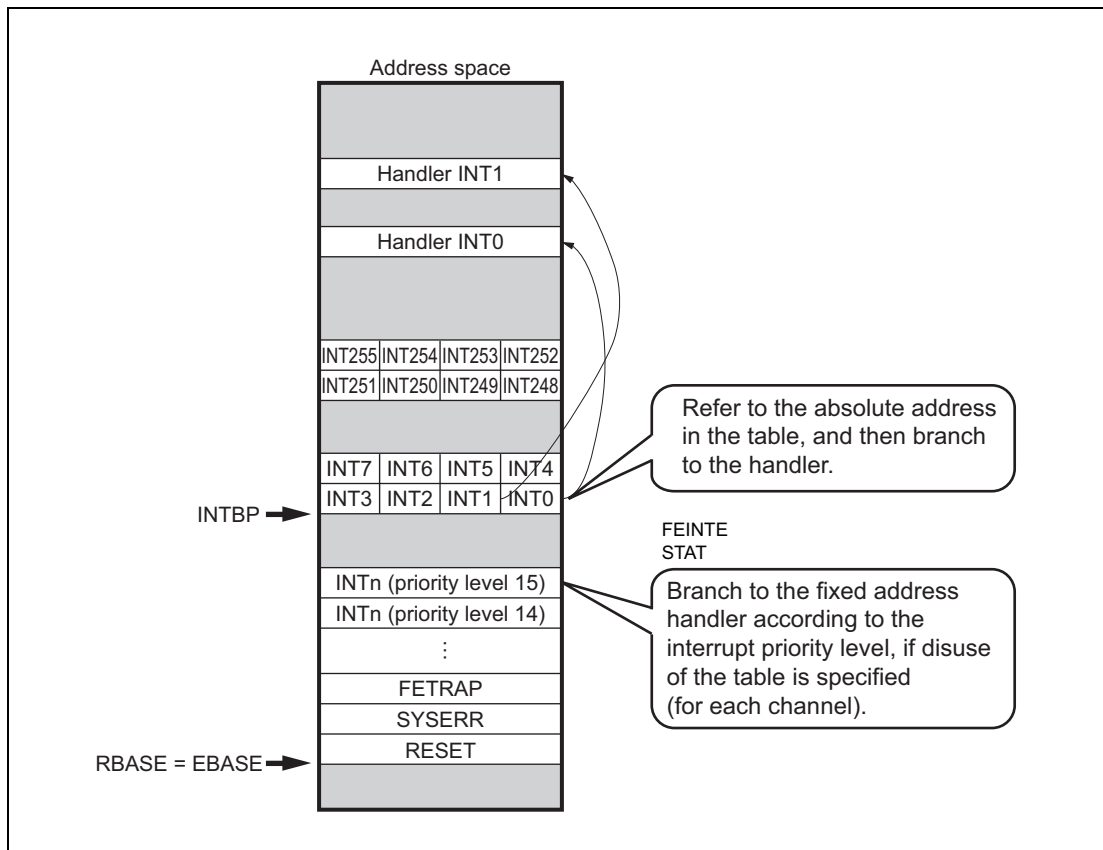 Address space
Handler INT1
Handler INT0
INT255 INT254 INT253 INT252
INT251 INT250 INT249 INT248
Refer to the absolute address
in the table, and then branch
to the handler.
INT7 INT6 INT5 INT4
INT3 INT2 INT1 INT0
INTBP
FEINTE
STAT
INTn (priority level 15)
INTn (priority level 14)
⋮
Branch to the fixed address
handler according to the
interrupt priority level, if disuse
of the table is specified
(for each channel).
FETRAP
SYSERR
RESET
RBASE = EBASE